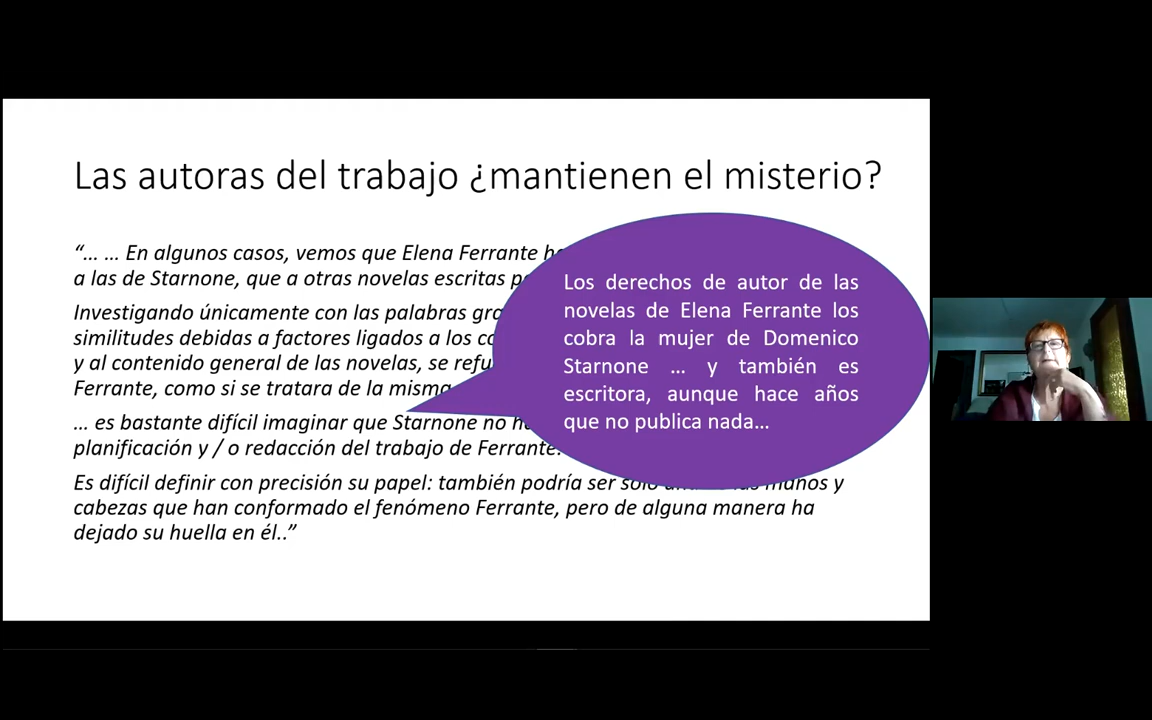 Las autoras del trabajo ¿mantienen el misterio?
“… … En algunos casos, vemos que Elena Ferrante
a las de Starnone, que a otras novelas escritas
Investigando únicamente con las palabras
similitudes debidas a factores ligados a los
y al contenido general de las novelas, se
Ferrante, como si se tratara de la misma
… es bastante difícil imaginar que Starnone no
planificación y / o redacción del trabajo de Ferrante.
Es difícil definir con precisión su papel: también podría ser solo manos y
cabezas que han conformado el fenómeno Ferrante, pero de alguna manera ha
dejado su huella en él..”
Los derechos de autor de las
novelas de Elena Ferrante los
cobra la mujer de Domenico
Starnone … y también es
escritora, aunque hace años
que no publica nada…